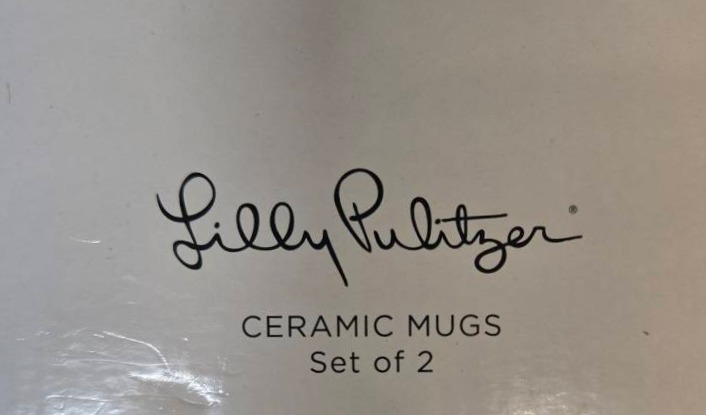 Lilly Pulitzer®
CERAMIC MUGS
Set of 2